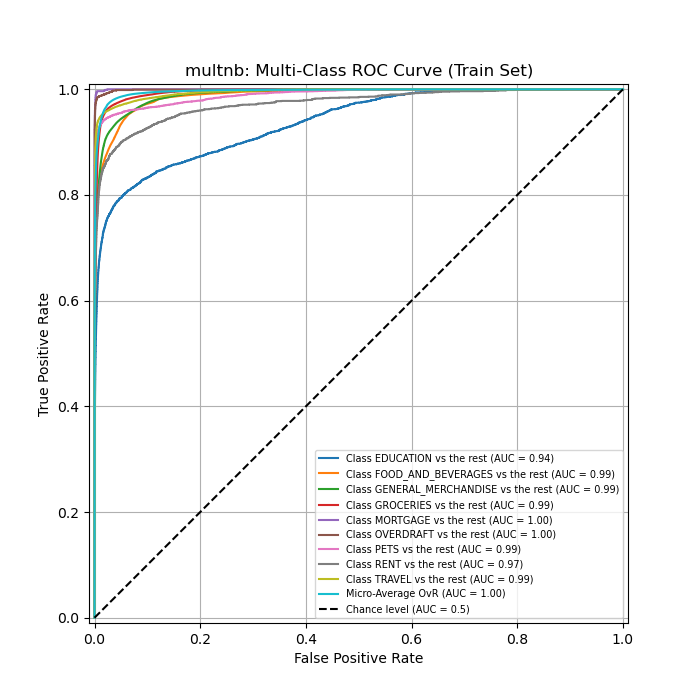 multnb: Multi-Class ROC Curve (Train Set)
True Positive Rate
1.0
0.8
0.6
0.4
0.2
0.0
0.0 0.2 0.4 0.6 0.8 1.0
False Positive Rate
Class EDUCATION vs the rest (AUC = 0.94)
Class FOOD_AND_BEVERAGES vs the rest (AUC = 0.99)
Class GENERAL_MERCHANDISE vs the rest (AUC = 0.99)
Class GROCERIES vs the rest (AUC = 0.99)
Class MORTGAGE vs the rest (AUC = 1.00)
Class OVERDRAFT vs the rest (AUC = 1.00)
Class PETS vs the rest (AUC = 0.99)
Class RENT vs the rest (AUC = 0.97)
Class TRAVEL vs the rest (AUC = 0.99)
Micro-Average OvR (AUC = 1.00)
Chance level (AUC = 0.5)